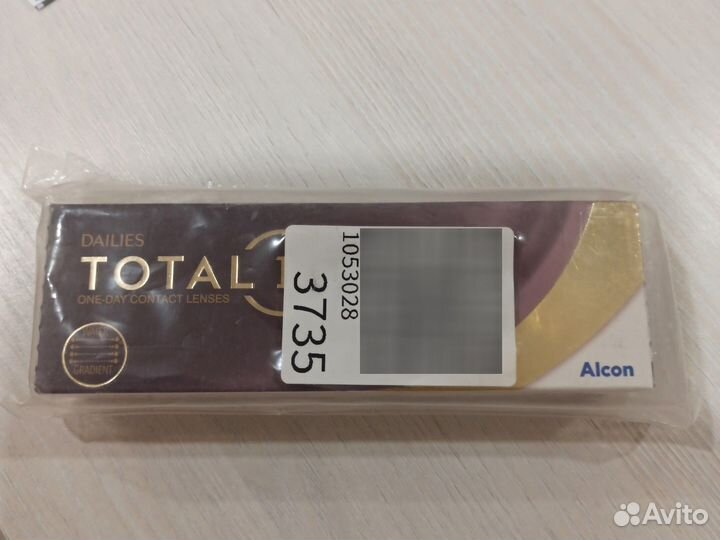 DAILIES
TOTAL
ONE-DAY CONTACT LENSES
GRADIENT
1053028
3735
Alcon
Avito